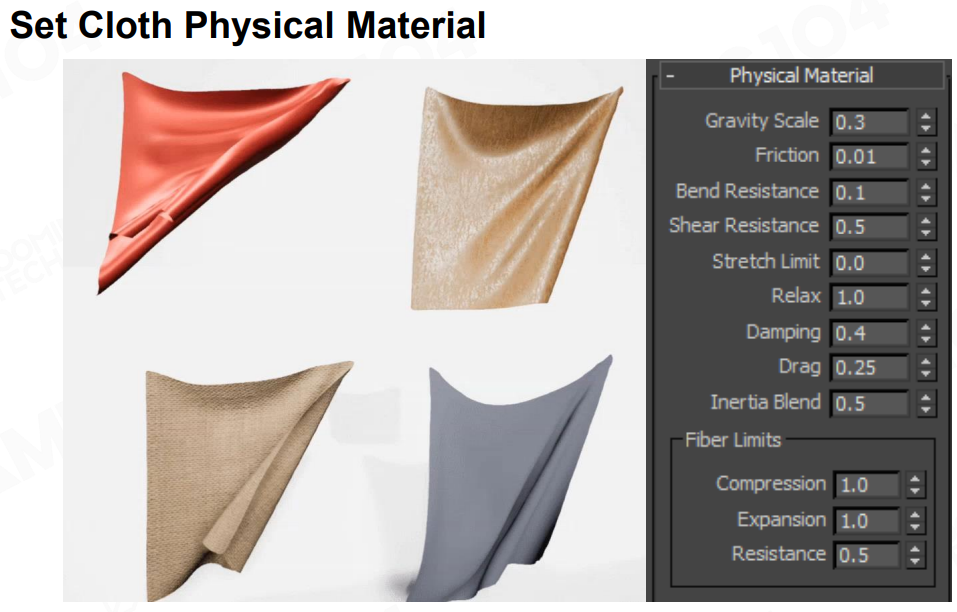 Set Cloth Physical Material
- Physical Material
Gravity Scale 0.3
Friction 0.01
Bend Resistance 0.1
Shear Resistance 0.5
Stretch Limit 0.0
Relax 1.0
Damping 0.4
Drag 0.25
Inertia Blend 0.5
Fiber Limits
Compression 1.0
Expansion 1.0
Resistance 0.5